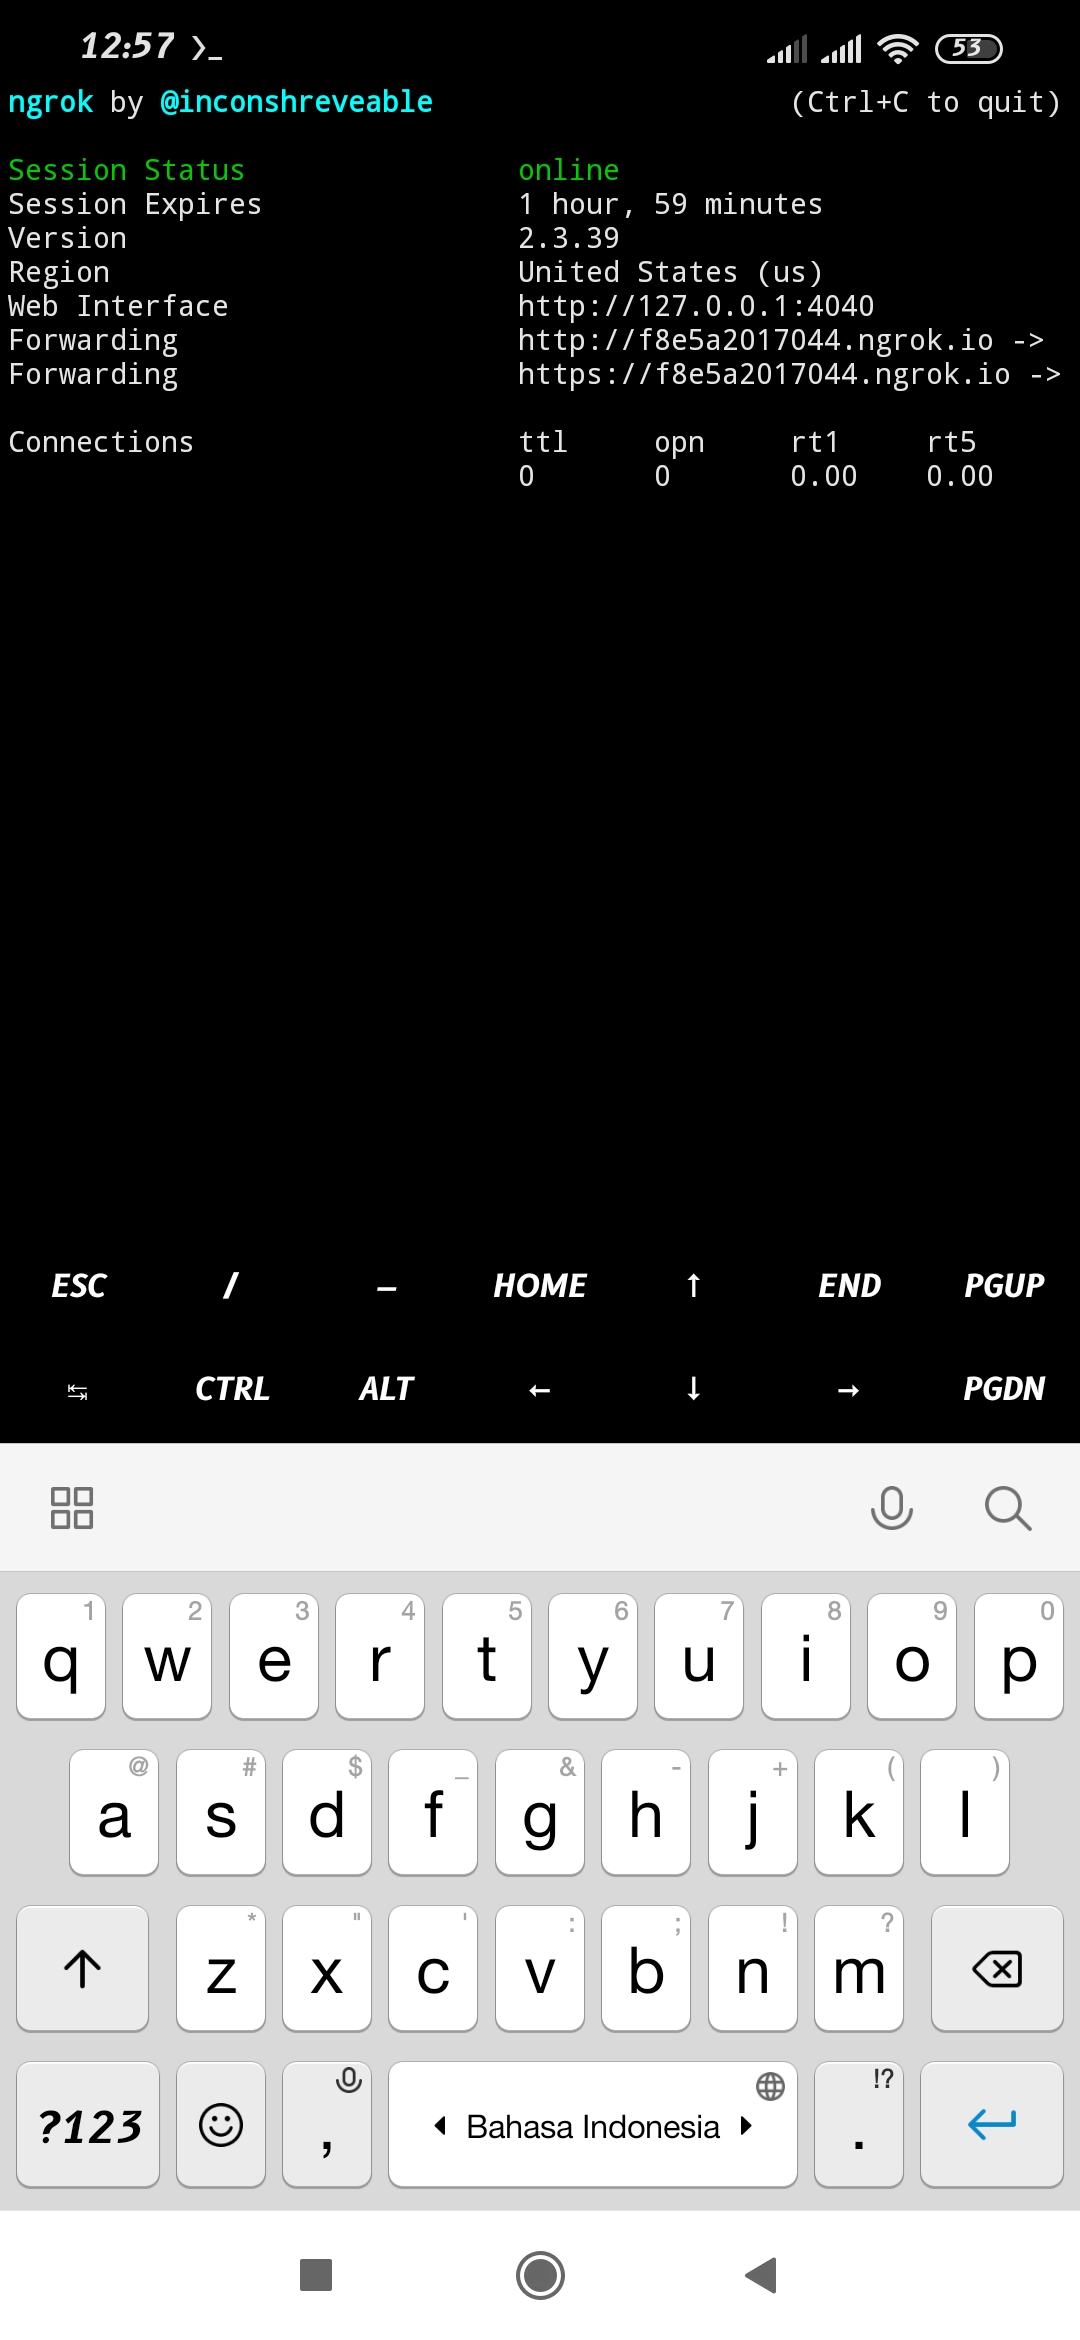 12:57 ❯_ 53
ngrok by @inconshreveable (Ctrl+C to quit)
Session Status online
Session Expires 1 hour, 59 minutes
Version 2.3.39
Region United States (us)
Web Interface http://127.0.0.1:4040
Forwarding http://f8e5a2017044.ngrok.io ->
Forwarding https://f8e5a2017044.ngrok.io ->
Connections ttl opn rt1 rt5
0 0 0.00 0.00
ESC / – HOME ↑ END PGUP
↹ CTRL ALT ← ↓ → PGDN
1 2 3 4 5 6 7 8 9 0
q w e r t y u i o p
@ # $ _ & - + ( )
a s d f g h j k l
* " ' : ; ! ?
z x c v b n m
!?
?123 , Bahasa Indonesia .